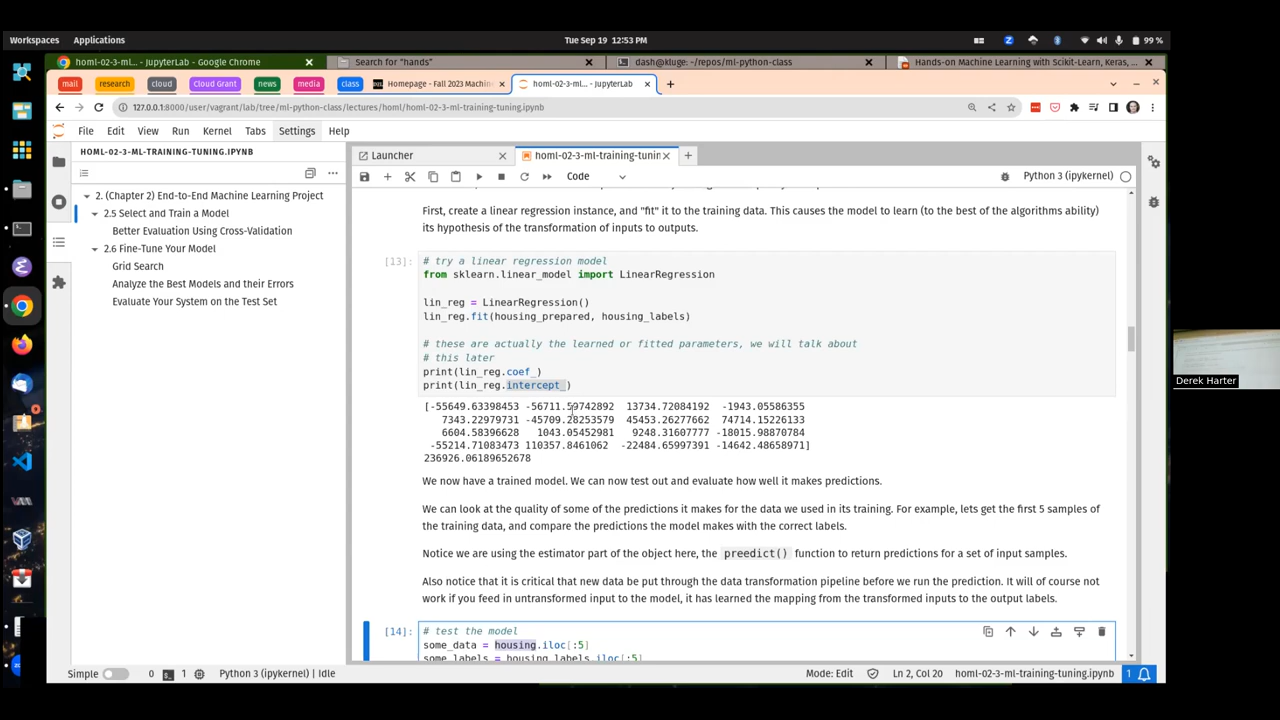 Workspaces Applications Tue Sep 19 12:53 PM 99 %
homl-02-3-ml... - JupyterLab - Google Chrome Search for "hands" dash@kluge: ~/repos/ml-python-class Hands-on Machine Learning with Scikit-Learn, Keras, ...
mail research cloud Cloud Grant news media class Homepage - Fall 2023 Machin homl-02-3-ml... - JupyterLab
127.0.0.1:8000/user/vagrant/lab/tree/ml-python-class/lectures/homl/homl-02-3-ml-training-tuning.ipynb
File Edit View Run Kernel Tabs Settings Help
HOML-02-3-ML-TRAINING-TUNING.IPYNB
Launcher homl-02-3-ml-training-tunin
Code Python 3 (ipykernel)
2. (Chapter 2) End-to-End Machine Learning Project
2.5 Select and Train a Model
Better Evaluation Using Cross-Validation
2.6 Fine-Tune Your Model
Grid Search
Analyze the Best Models and their Errors
Evaluate Your System on the Test Set
First, create a linear regression instance, and "fit" it to the training data. This causes the model to learn (to the best of the algorithms ability)
its hypothesis of the transformation of inputs to outputs.
[13]: # try a linear regression model
from sklearn.linear_model import LinearRegression
lin_reg = LinearRegression()
lin_reg.fit(housing_prepared, housing_labels)
# these are actually the learned or fitted parameters, we will talk about
# this later
print(lin_reg.coef_)
print(lin_reg.intercept_)
[-55649.63398453 -56711.59742892 13734.72084192 -1943.05586355
7343.22979731 -45709.28253579 45453.26277662 74714.15226133
6604.58396628 1043.05452981 9248.31607777 -18015.98870784
-55214.71083473 110357.8461062 -22484.65997391 -14642.48658971]
236926.06189652678
We now have a trained model. We can now test out and evaluate how well it makes predictions.
We can look at the quality of some of the predictions it makes for the data we used in its training. For example, lets get the first 5 samples of
the training data, and compare the predictions the model makes with the correct labels.
Notice we are using the estimator part of the object here, the preedict() function to return predictions for a set of input samples.
Also notice that it is critical that new data be put through the data transformation pipeline before we run the prediction. It will of course not
work if you feed in untransformed input to the model, it has learned the mapping from the transformed inputs to the output labels.
[14]: # test the model
some_data = housing.iloc[:5]
some_labels = housing_labels.iloc[:5]
Simple 0 1 Python 3 (ipykernel) | Idle Mode: Edit Ln 2, Col 20 homl-02-3-ml-training-tuning.ipynb 1
Derek Harter